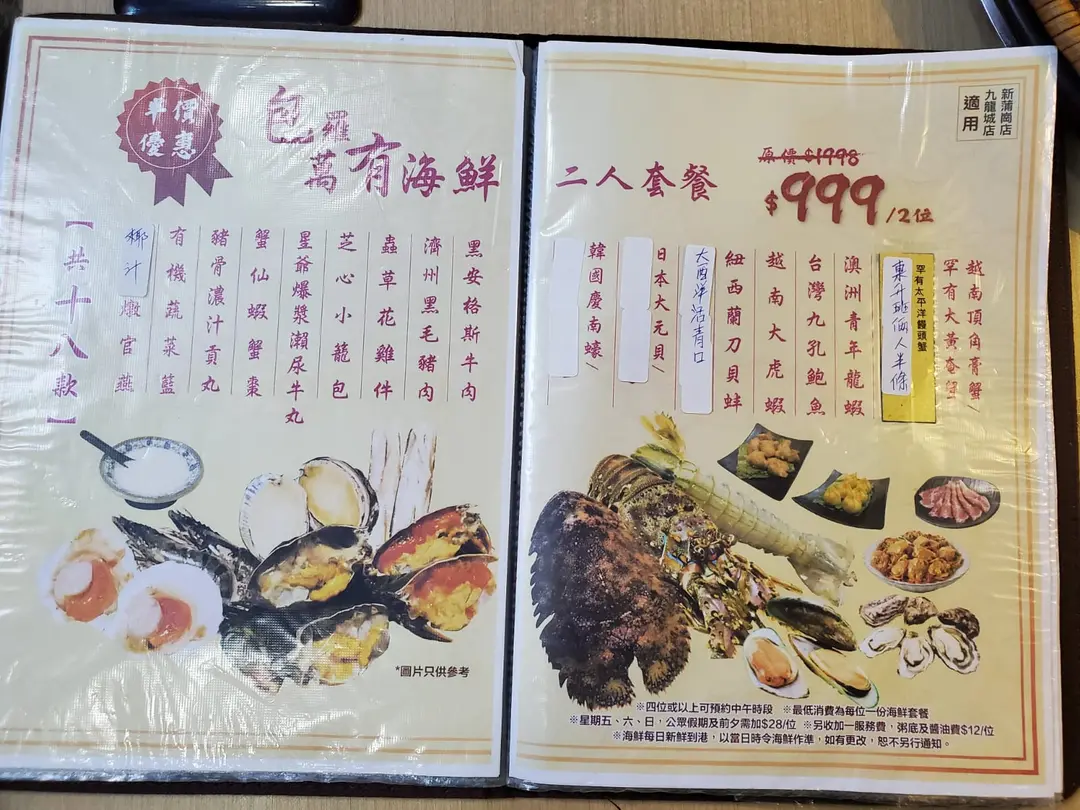 半價
優惠
包羅萬有海鮮
二人套餐
原價$1998
$999/2位
新蒲崗店
九龍城店
適用
越南頂角膏蟹/
罕有大黃奄蟹
罕有太平洋饅頭蟹
東升斑倆人半條
澳洲青年龍蝦
台灣九孔鮑魚
越南大虎蝦
紐西蘭刀貝蚌
大西洋活青口
日本大元貝/
韓國慶南蠔/
黑安格斯牛肉
濟州黑毛豬肉
蟲草花雞件
芝心小籠包
星爺爆漿瀨尿牛丸
蟹仙蝦蟹棗
豬骨濃汁貢丸
有機蔬菜籃
椰汁燉官燕
【共十八款】
*圖片只供參考
※四位或以上可預約中午時段 ※最低消費為每位一份海鮮套餐
※星期五、六、日,公眾假期及前夕需加$28/位 ※另收加一服務費,粥底及醬油費$12/位
※海鮮每日新鮮到港,以當日時令海鮮作準,如有更改,恕不另行通知。